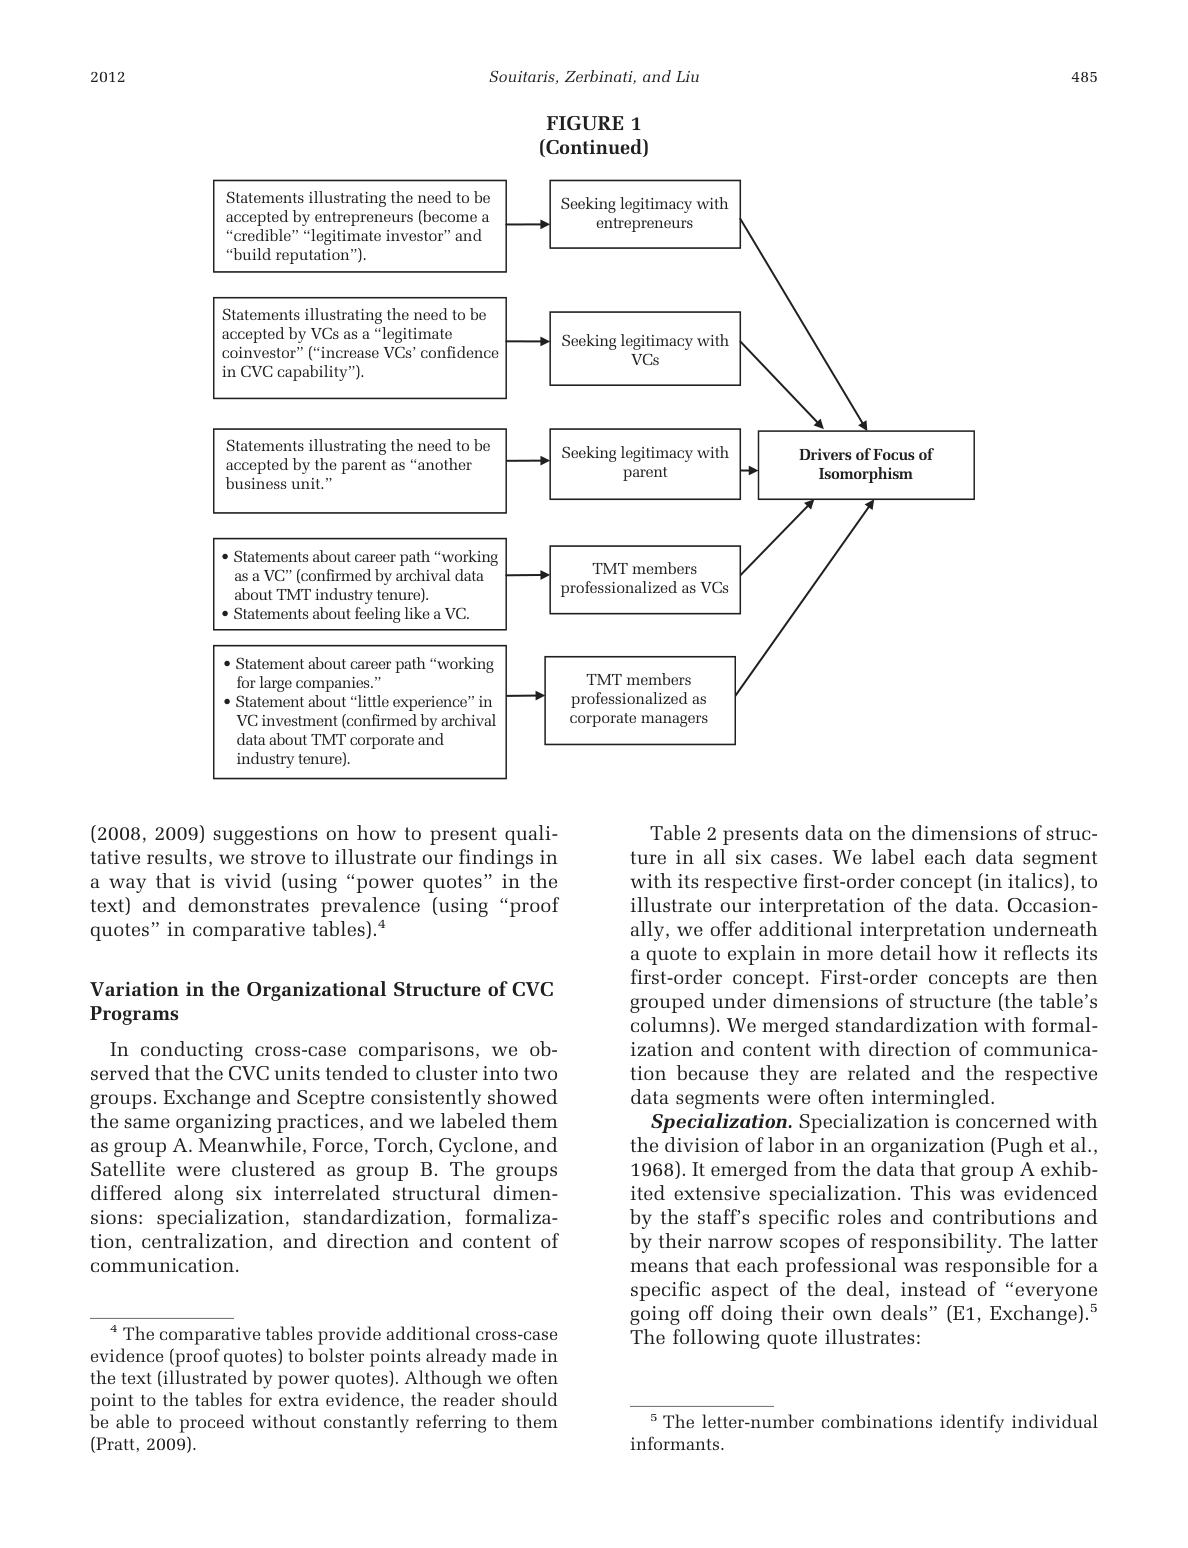 2012
Souitaris, Zerbinati, and Liu
485
FIGURE 1
(Continued)
Statements illustrating the need to be
accepted by entrepreneurs (become a
“credible” “legitimate investor” and
“build reputation”).
Seeking legitimacy with
entrepreneurs
Statements illustrating the need to be
accepted by VCs as a “legitimate
coinvestor” (“increase VCs’ confidence
in CVC capability”).
Seeking legitimacy with
VCs
Statements illustrating the need to be
accepted by the parent as “another
business unit.”
Seeking legitimacy with
parent
Drivers of Focus of
Isomorphism
• Statements about career path “working
as a VC” (confirmed by archival data
about TMT industry tenure).
• Statements about feeling like a VC.
TMT members
professionalized as VCs
• Statement about career path “working
for large companies.”
• Statement about “little experience” in
VC investment (confirmed by archival
data about TMT corporate and
industry tenure).
TMT members
professionalized as
corporate managers
(2008, 2009) suggestions on how to present quali-
tative results, we strove to illustrate our findings in
a way that is vivid (using “power quotes” in the
text) and demonstrates prevalence (using “proof
quotes” in comparative tables).⁴
Variation in the Organizational Structure of CVC
Programs
In conducting cross-case comparisons, we ob-
served that the CVC units tended to cluster into two
groups. Exchange and Sceptre consistently showed
the same organizing practices, and we labeled them
as group A. Meanwhile, Force, Torch, Cyclone, and
Satellite were clustered as group B. The groups
differed along six interrelated structural dimen-
sions: specialization, standardization, formaliza-
tion, centralization, and direction and content of
communication.
⁴ The comparative tables provide additional cross-case
evidence (proof quotes) to bolster points already made in
the text (illustrated by power quotes). Although we often
point to the tables for extra evidence, the reader should
be able to proceed without constantly referring to them
(Pratt, 2009).
Table 2 presents data on the dimensions of struc-
ture in all six cases. We label each data segment
with its respective first-order concept (in italics), to
illustrate our interpretation of the data. Occasion-
ally, we offer additional interpretation underneath
a quote to explain in more detail how it reflects its
first-order concept. First-order concepts are then
grouped under dimensions of structure (the table’s
columns). We merged standardization with formal-
ization and content with direction of communica-
tion because they are related and the respective
data segments were often intermingled.
Specialization. Specialization is concerned with
the division of labor in an organization (Pugh et al.,
1968). It emerged from the data that group A exhib-
ited extensive specialization. This was evidenced
by the staff’s specific roles and contributions and
by their narrow scopes of responsibility. The latter
means that each professional was responsible for a
specific aspect of the deal, instead of “everyone
going off doing their own deals” (E1, Exchange).⁵
The following quote illustrates:
⁵ The letter-number combinations identify individual
informants.